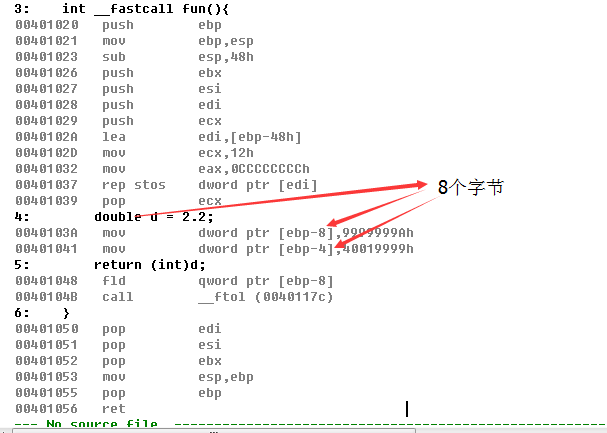 3:    int __fastcall fun(){
00401020   push        ebp
00401021   mov         ebp,esp
00401023   sub         esp,48h
00401026   push        ebx
00401027   push        esi
00401028   push        edi
00401029   push        ecx
0040102A   lea         edi,[ebp-48h]
0040102D   mov         ecx,12h
00401032   mov         eax,0CCCCCCCCh
00401037   rep stos    dword ptr [edi]
00401039   pop         ecx
8个字节
4:        double d = 2.2;
0040103A   mov         dword ptr [ebp-8],9999999Ah
00401041   mov         dword ptr [ebp-4],40019999h
5:        return (int)d;
00401048   fld         qword ptr [ebp-8]
0040104B   call        __ftol (0040117c)
6:    }
00401050   pop         edi
00401051   pop         esi
00401052   pop         ebx
00401053   mov         esp,ebp
00401055   pop         ebp
00401056   ret
--- No source file  ---